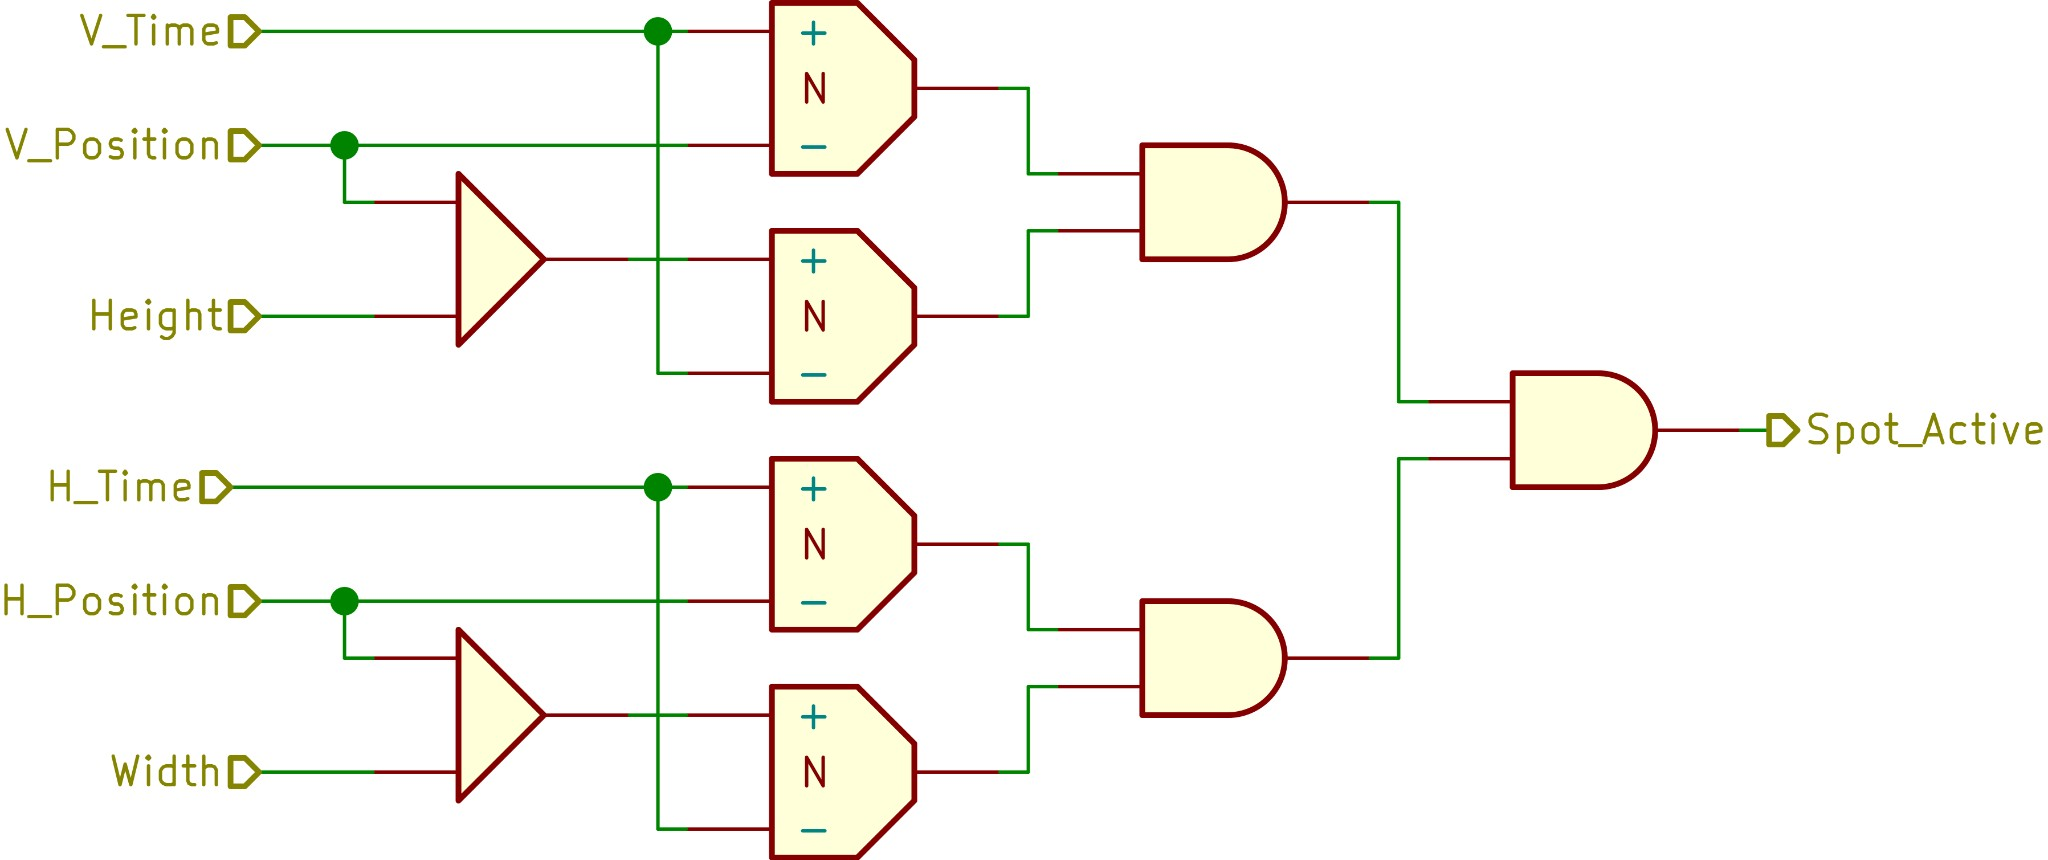 V_Time
+
N
V_Position
−
+
Height
N
−
Spot_Active
H_Time
+
N
H_Position
−
+
Width
N
−